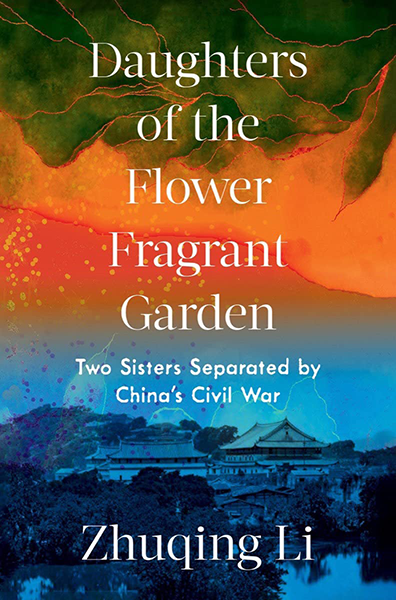 Daughters
of the
Flower
Fragrant
Garden
Two Sisters Separated by
China's Civil War
Zhuqing Li